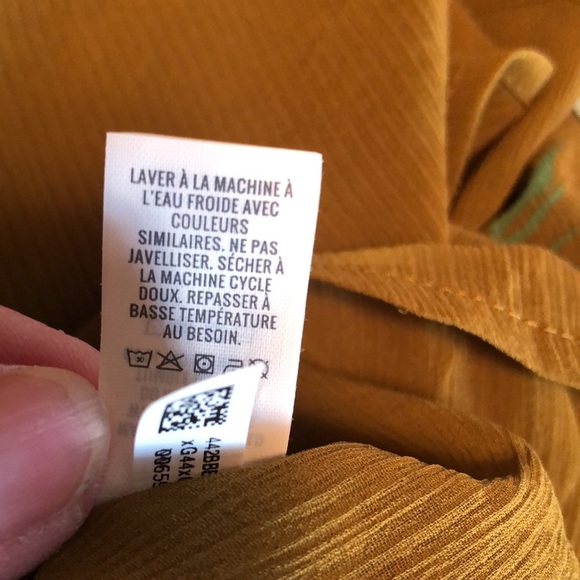 LAVER À LA MACHINE À
L'EAU FROIDE AVEC
COULEURS
SIMILAIRES. NE PAS
JAVELLISER. SÉCHER À
LA MACHINE CYCLE
DOUX. REPASSER À
BASSE TEMPÉRATURE
AU BESOIN.
30